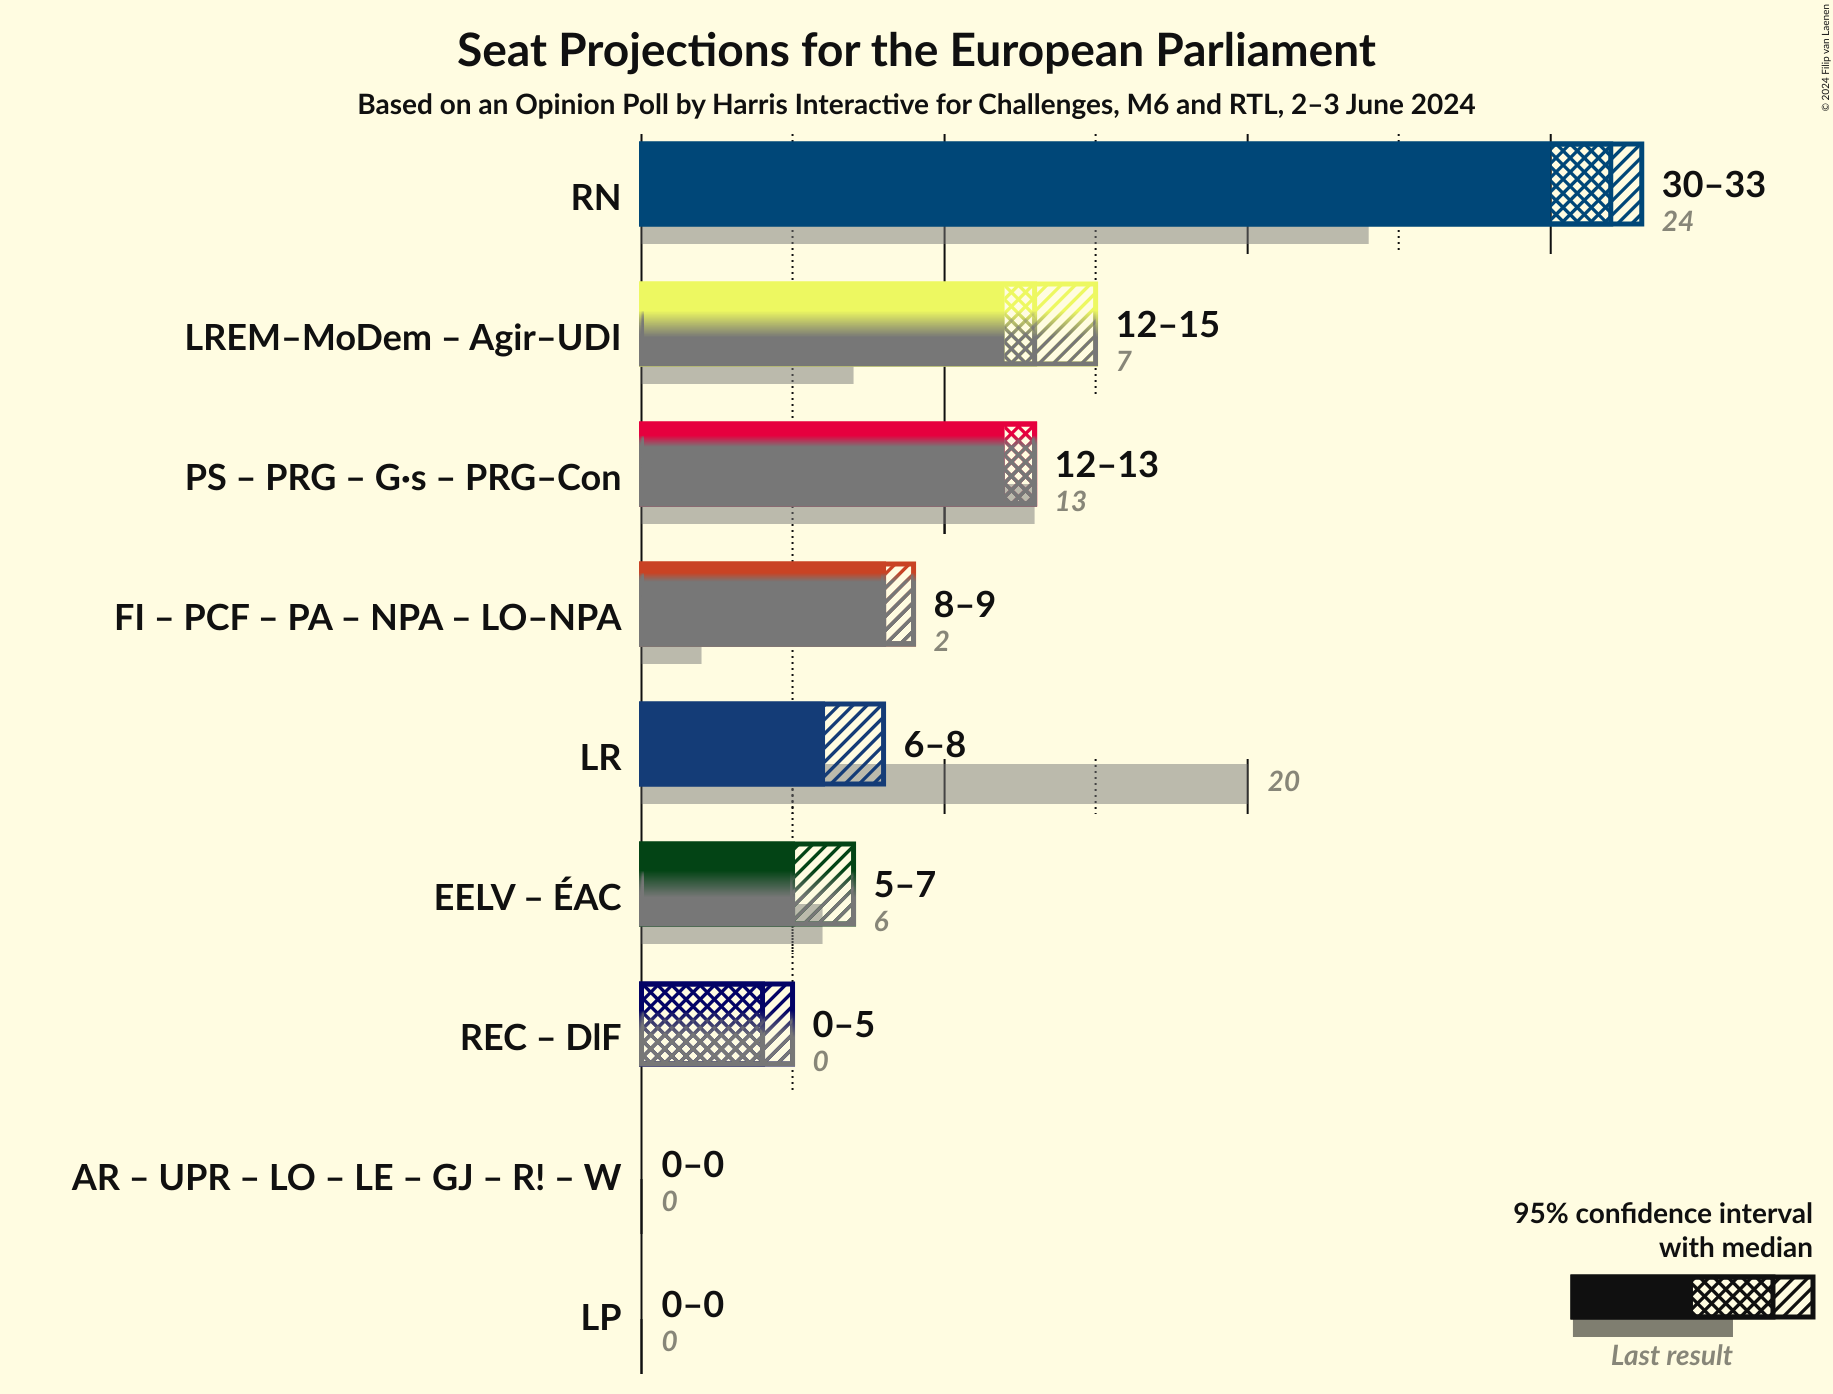 Seat Projections for the European Parliament
Based on an Opinion Poll by Harris Interactive for Challenges, M6 and RTL, 2–3 June 2024
© 2024 Filip van Laenen
RN
30–33
24
LREM–MoDem – Agir–UDI
12–15
7
PS – PRG – G·s – PRG–Con
12–13
13
FI – PCF – PA – NPA – LO–NPA
8–9
2
LR
6–8
20
EELV – ÉAC
5–7
6
REC – DlF
0–5
0
AR – UPR – LO – LE – GJ – R! – W
0–0
0
LP
0–0
0
95% confidence interval
with median
Last result